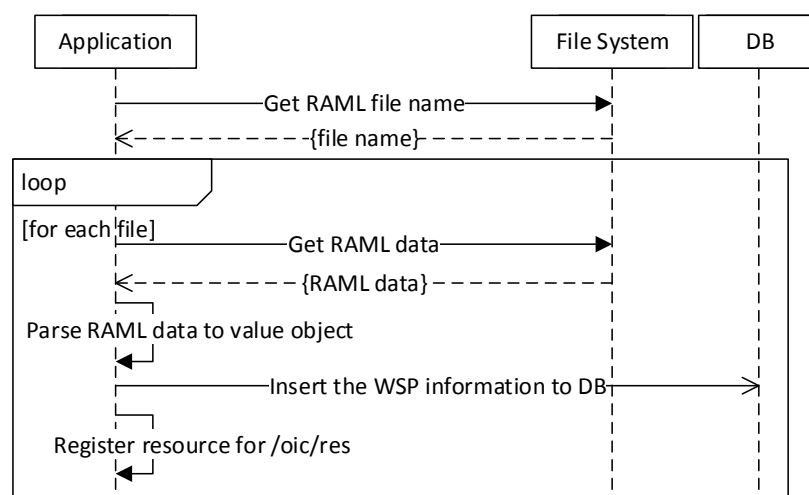 Application
File System
DB
Get RAML file name
{file name}
loop
[for each file]
Get RAML data
{RAML data}
Parse RAML data to value object
Insert the WSP information to DB
Register resource for /oic/res